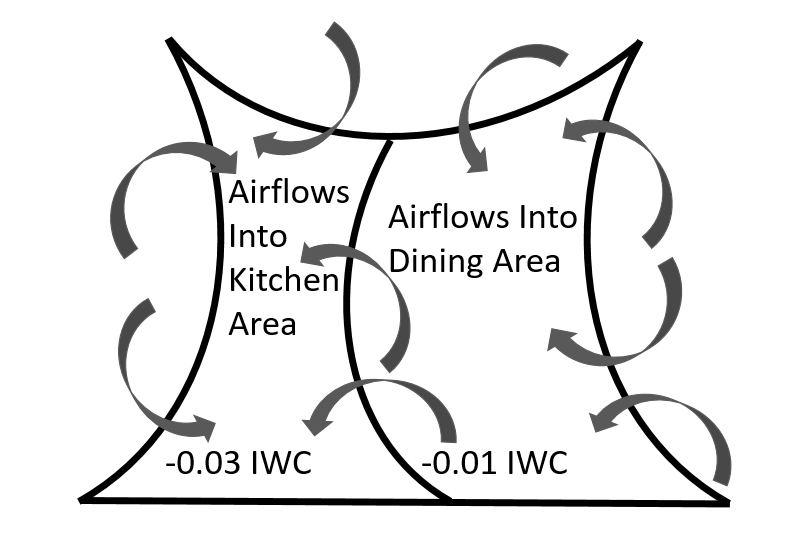 Airflows
Into
Kitchen
Area
Airflows Into
Dining Area
-0.03 IWC
-0.01 IWC